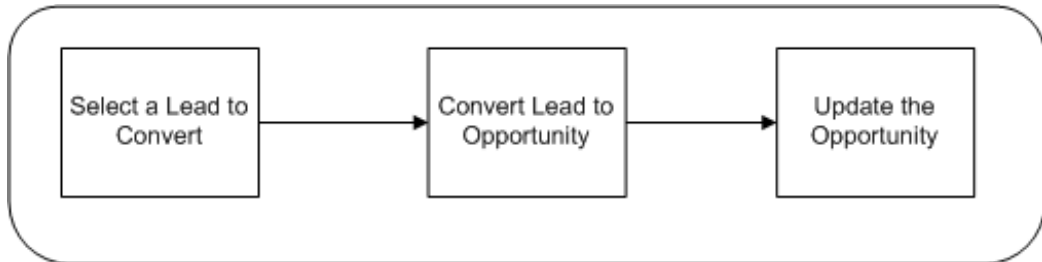 Select a Lead to
Convert
Convert Lead to
Opportunity
Update the
Opportunity